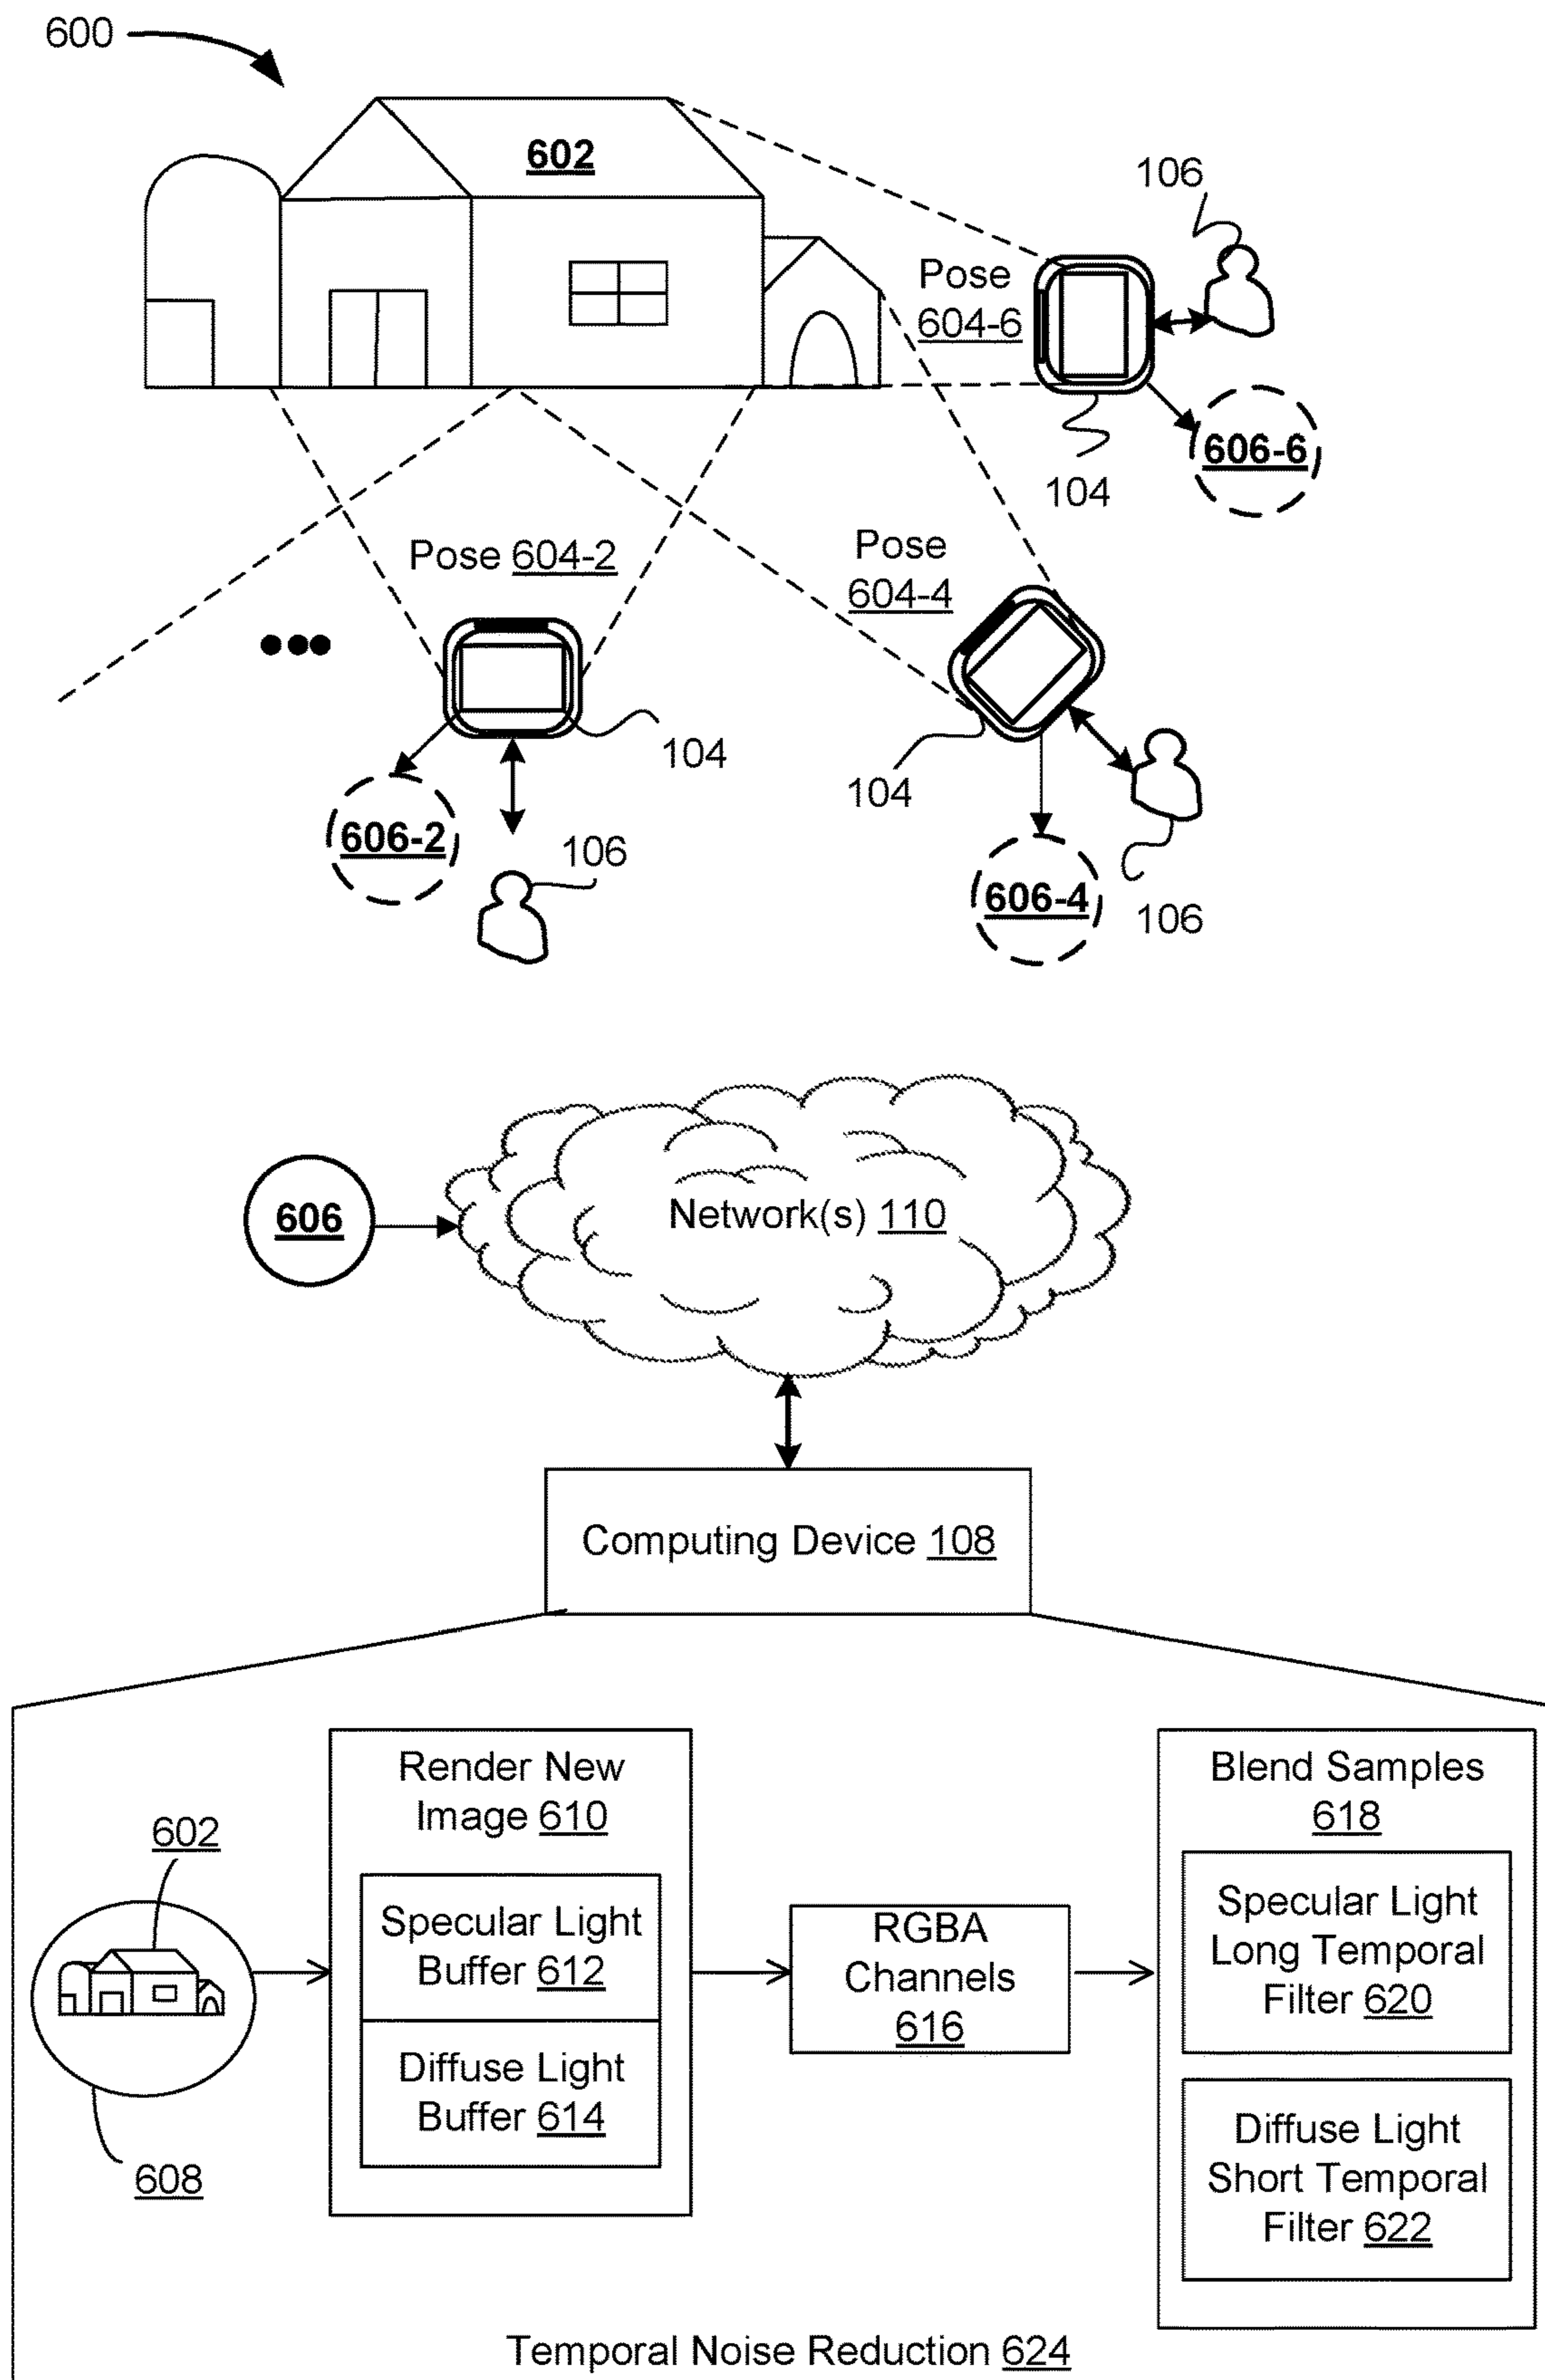 600
602
106
Pose
604-6
104
606-6
Pose 604-2
Pose
604-4
104
104
606-2
106
606-4
106
606
Network(s) 110
Computing Device 108
Render New
Image 610
Specular Light
Buffer 612
Diffuse Light
Buffer 614
602
608
RGBA
Channels
616
Blend Samples
618
Specular Light
Long Temporal
Filter 620
Diffuse Light
Short Temporal
Filter 622
Temporal Noise Reduction 624